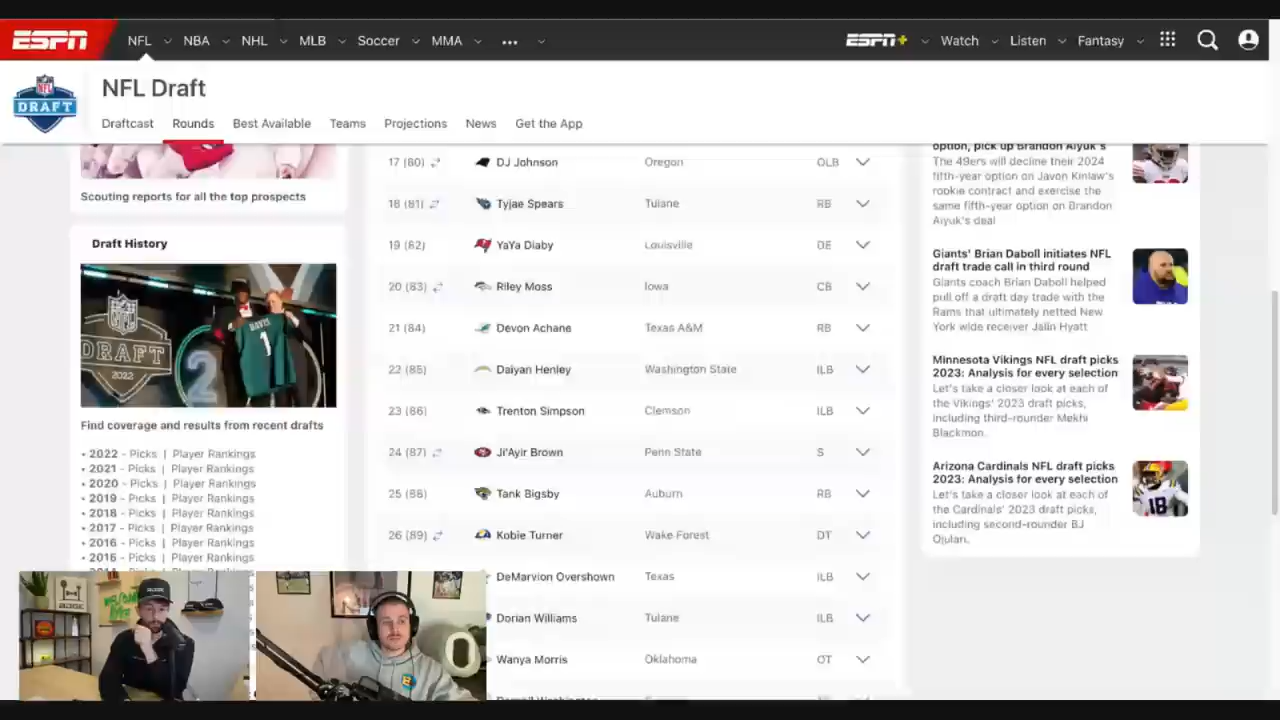 ESPN NFL NBA NHL MLB Soccer MMA ... ESPN+ Watch Listen Fantasy
NFL Draft
NFL DRAFT
Draftcast Rounds Best Available Teams Projections News Get the App
Scouting reports for all the top prospects
Draft History
DRAFT
2022
DAVIS
1
2
Find coverage and results from recent drafts
• 2022 - Picks | Player Rankings
• 2021 - Picks | Player Rankings
• 2020 - Picks | Player Rankings
• 2019 - Picks | Player Rankings
• 2018 - Picks | Player Rankings
• 2017 - Picks | Player Rankings
• 2016 - Picks | Player Rankings
• 2015 - Picks | Player Rankings
17 (80) DJ Johnson Oregon OLB
18 (81) Tyjae Spears Tulane RB
19 (82) YaYa Diaby Louisville DE
20 (83) Riley Moss Iowa CB
21 (84) Devon Achane Texas A&M RB
22 (85) Daiyan Henley Washington State ILB
23 (86) Trenton Simpson Clemson ILB
24 (87) Ji'Ayir Brown Penn State S
25 (88) Tank Bigsby Auburn RB
26 (89) Kobie Turner Wake Forest DT
DeMarvion Overshown Texas ILB
Dorian Williams Tulane ILB
Wanya Morris Oklahoma OT
option, pick up Brandon Aiyuk's
The 49ers will decline their 2024
fifth-year option on Javon Kinlaw's
rookie contract and exercise the
same fifth-year option on Brandon
Aiyuk's deal
Giants' Brian Daboll initiates NFL
draft trade call in third round
Giants coach Brian Daboll helped
pull off a draft day trade with the
Rams that ultimately netted New
York wide receiver Jalin Hyatt
Minnesota Vikings NFL draft picks
2023: Analysis for every selection
Let's take a closer look at each of
the Vikings' 2023 draft picks,
including third-rounder Mekhi
Blackmon.
Arizona Cardinals NFL draft picks
2023: Analysis for every selection
Let's take a closer look at each of
the Cardinals' 2023 draft picks,
including second-rounder BJ
Ojulari.
18